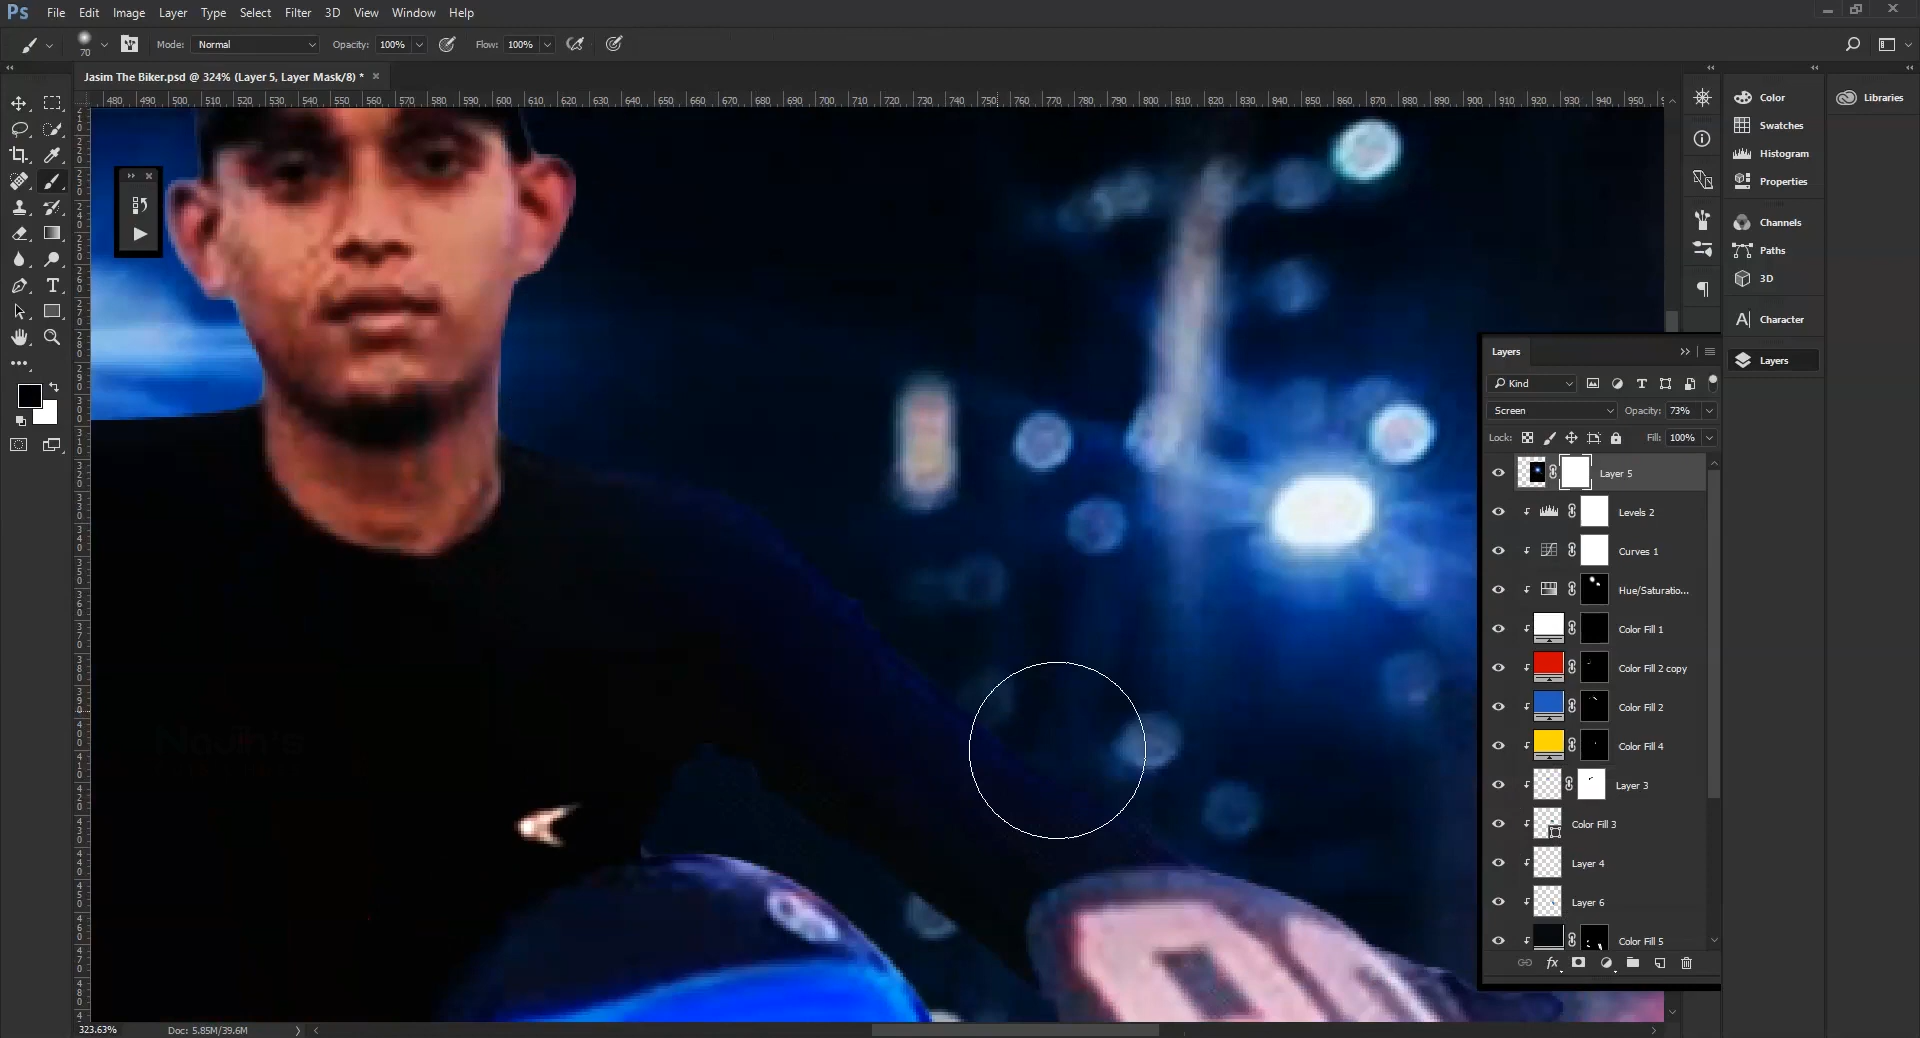 Ps File Edit Image Layer Type Select Filter 3D View Window Help
70 Mode: Normal Opacity: 100% Flow: 100%
Jasim The Biker.psd @ 324% (Layer 5, Layer Mask/8) *
480 490 500 510 520 530 540 550 560 570 580 590 600 610 620 630 640 650 660 670 680 690 700 710 720 730 740 750 760 770 780 790 800 810 820 830 840 850 860 870 880 890 900 910 920 930 940 950
Color
Swatches
Histogram
Properties
Channels
Paths
3D
Character
Layers
Libraries
Layers
Kind
Screen Opacity: 73%
Lock: Fill: 100%
Layer 5
Levels 2
Curves 1
Hue/Saturatio...
Color Fill 1
Color Fill 2 copy
Color Fill 2
Color Fill 4
Layer 3
Color Fill 3
Layer 4
Layer 6
Color Fill 5
fx
323.63% Doc: 5.85M/39.6M